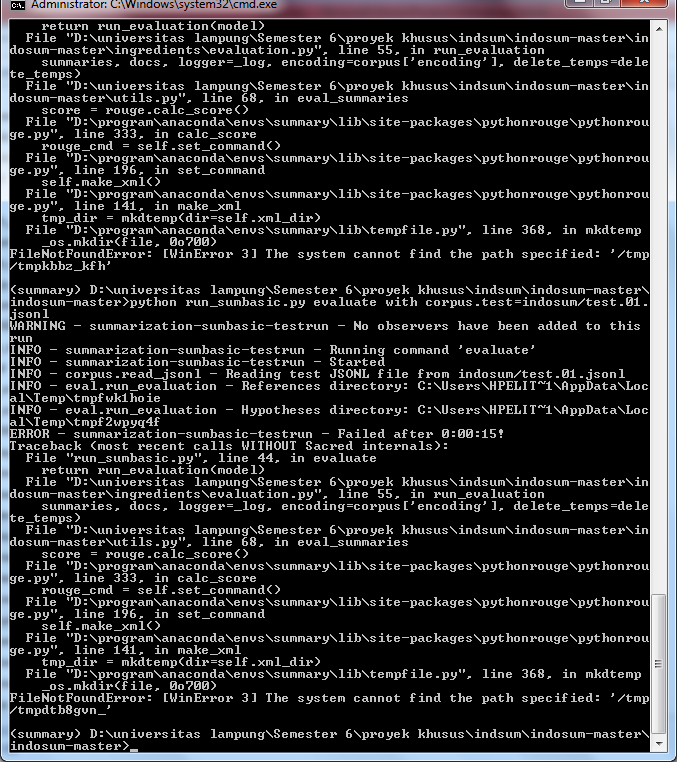 Administrator: C:\Windows\system32\cmd.exe
    return run_evaluation(model)
  File "D:\universitas lampung\Semester 6\proyek khusus\indsum\indosum-master\in
dosum-master\ingredients\evaluation.py", line 55, in run_evaluation
    summaries, docs, logger=_log, encoding=corpus['encoding'], delete_temps=dele
te_temps)
  File "D:\universitas lampung\Semester 6\proyek khusus\indsum\indosum-master\in
dosum-master\utils.py", line 68, in eval_summaries
    score = rouge.calc_score()
  File "D:\program\anaconda\envs\summary\lib\site-packages\pythonrouge\pythonrou
ge.py", line 333, in calc_score
    rouge_cmd = self.set_command()
  File "D:\program\anaconda\envs\summary\lib\site-packages\pythonrouge\pythonrou
ge.py", line 196, in set_command
    self.make_xml()
  File "D:\program\anaconda\envs\summary\lib\site-packages\pythonrouge\pythonrou
ge.py", line 141, in make_xml
    tmp_dir = mkdtemp(dir=self.xml_dir)
  File "D:\program\anaconda\envs\summary\lib\tempfile.py", line 368, in mkdtemp
    _os.mkdir(file, 0o700)
FileNotFoundError: [WinError 3] The system cannot find the path specified: '/tmp
/tmpkbbz_kfh'
(summary) D:\universitas lampung\Semester 6\proyek khusus\indsum\indosum-master\
indosum-master>python run_sumbasic.py evaluate with corpus.test=indosum/test.01.
jsonl
WARNING - summarization-sumbasic-testrun - No observers have been added to this
run
INFO - summarization-sumbasic-testrun - Running command 'evaluate'
INFO - summarization-sumbasic-testrun - Started
INFO - corpus.read_jsonl - Reading test JSONL file from indosum/test.01.jsonl
INFO - eval.run_evaluation - References directory: C:\Users\HPELIT~1\AppData\Loc
al\Temp\tmpfwk1hoie
INFO - eval.run_evaluation - Hypotheses directory: C:\Users\HPELIT~1\AppData\Loc
al\Temp\tmpf2wpyq4f
ERROR - summarization-sumbasic-testrun - Failed after 0:00:15!
Traceback (most recent calls WITHOUT Sacred internals):
  File "run_sumbasic.py", line 44, in evaluate
    return run_evaluation(model)
  File "D:\universitas lampung\Semester 6\proyek khusus\indsum\indosum-master\in
dosum-master\ingredients\evaluation.py", line 55, in run_evaluation
    summaries, docs, logger=_log, encoding=corpus['encoding'], delete_temps=dele
te_temps)
  File "D:\universitas lampung\Semester 6\proyek khusus\indsum\indosum-master\in
dosum-master\utils.py", line 68, in eval_summaries
    score = rouge.calc_score()
  File "D:\program\anaconda\envs\summary\lib\site-packages\pythonrouge\pythonrou
ge.py", line 333, in calc_score
    rouge_cmd = self.set_command()
  File "D:\program\anaconda\envs\summary\lib\site-packages\pythonrouge\pythonrou
ge.py", line 196, in set_command
    self.make_xml()
  File "D:\program\anaconda\envs\summary\lib\site-packages\pythonrouge\pythonrou
ge.py", line 141, in make_xml
    tmp_dir = mkdtemp(dir=self.xml_dir)
  File "D:\program\anaconda\envs\summary\lib\tempfile.py", line 368, in mkdtemp
    _os.mkdir(file, 0o700)
FileNotFoundError: [WinError 3] The system cannot find the path specified: '/tmp
/tmpdtb8gvn_'
(summary) D:\universitas lampung\Semester 6\proyek khusus\indsum\indosum-master\
indosum-master>_